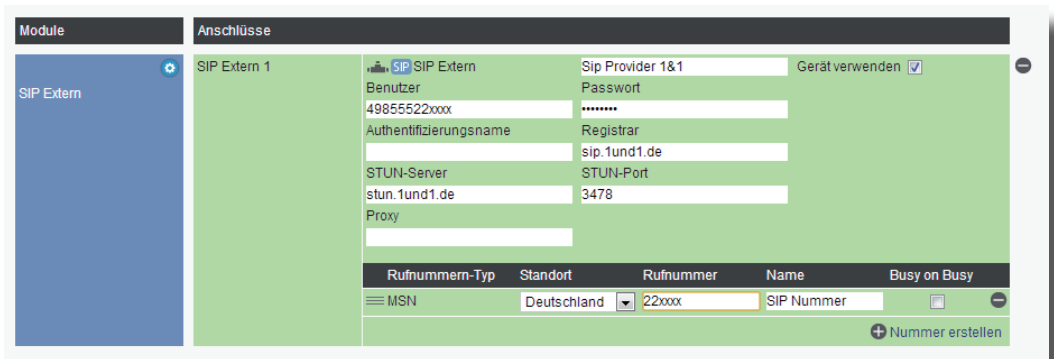 Module Anschlüsse
SIP Extern 1 SIP SIP Extern Sip Provider 1&1 Gerät verwenden
SIP Extern Benutzer Passwort
49855522xxxx ••••••••
Authentifizierungsname Registrar
sip.1und1.de
STUN-Server STUN-Port
stun.1und1.de 3478
Proxy
Rufnummern-Typ Standort Rufnummer Name Busy on Busy
MSN Deutschland 22xxxx SIP Nummer
Nummer erstellen